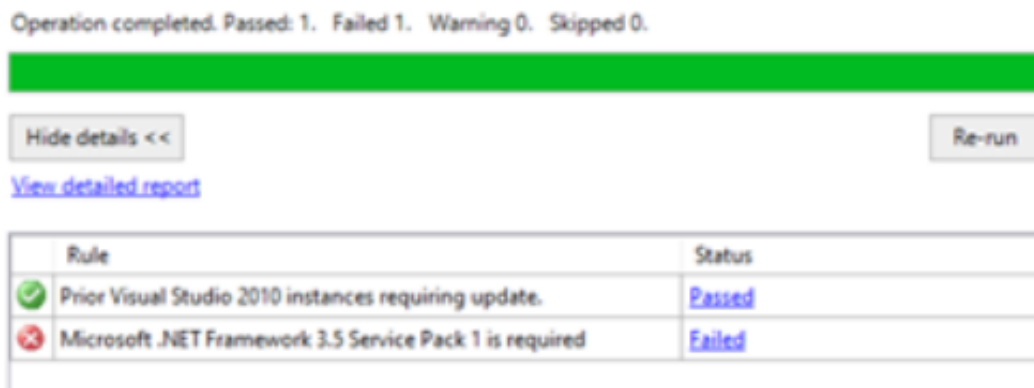 Operation completed. Passed: 1.   Failed 1.   Warning 0.   Skipped 0.
Hide details <<
Re-run
View detailed report
Rule Status
Prior Visual Studio 2010 instances requiring update. Passed
Microsoft .NET Framework 3.5 Service Pack 1 is required Failed